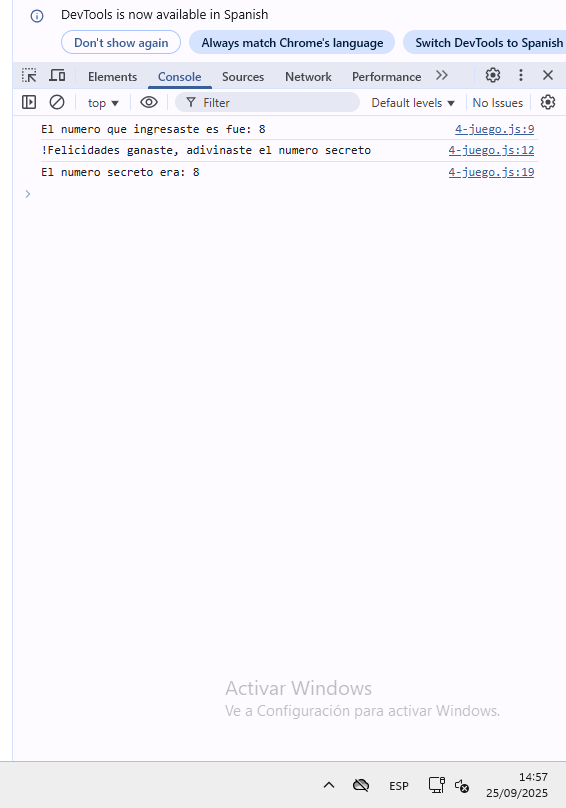 DevTools is now available in Spanish
Don't show again Always match Chrome's language Switch DevTools to Spanish
Elements Console Sources Network Performance
top Filter Default levels No Issues
El numero que ingresaste es fue: 8 4-juego.js:9
!Felicidades ganaste, adivinaste el numero secreto 4-juego.js:12
El numero secreto era: 8 4-juego.js:19
Activar Windows
Ve a Configuración para activar Windows.
14:57
ESP
25/09/2025